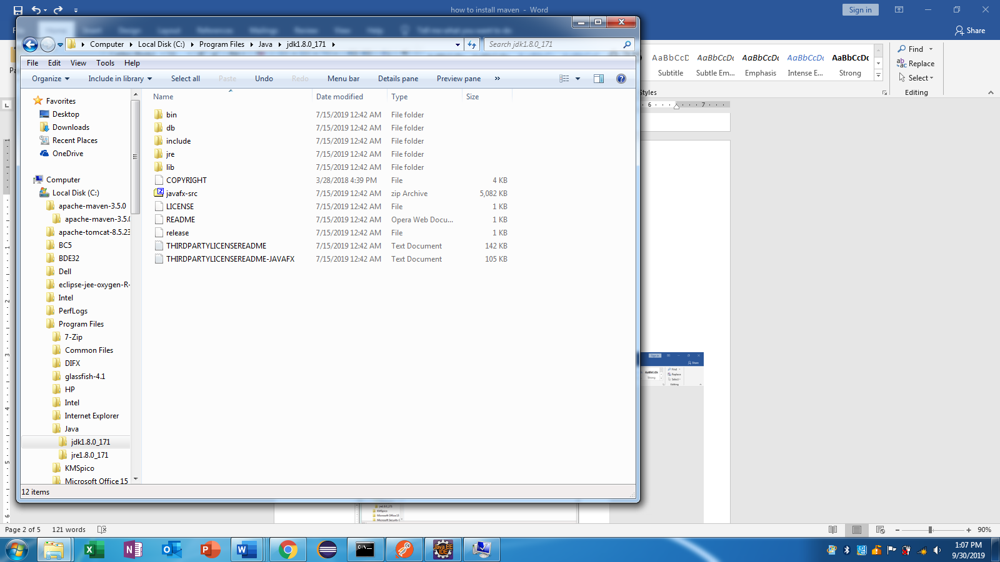 how to install maven - Word
Sign in
Share
Computer Local Disk (C:) Program Files Java jdk1.8.0_171
Search jdk1.8.0_171
File Edit View Tools Help
Organize Include in library Select all Paste Undo Redo Menu bar Details pane Preview pane »
Name Date modified Type Size
bin 7/15/2019 12:42 AM File folder
db 7/15/2019 12:42 AM File folder
include 7/15/2019 12:42 AM File folder
jre 7/15/2019 12:42 AM File folder
lib 7/15/2019 12:42 AM File folder
COPYRIGHT 3/28/2018 4:39 PM File 4 KB
javafx-src 7/15/2019 12:42 AM zip Archive 5,082 KB
LICENSE 7/15/2019 12:42 AM File 1 KB
README 7/15/2019 12:42 AM Opera Web Docu... 1 KB
release 7/15/2019 12:42 AM File 1 KB
THIRDPARTYLICENSEREADME 7/15/2019 12:42 AM Text Document 142 KB
THIRDPARTYLICENSEREADME-JAVAFX 7/15/2019 12:42 AM Text Document 105 KB
Favorites
Desktop
Downloads
Recent Places
OneDrive
Computer
Local Disk (C:)
apache-maven-3.5.0
apache-maven-3.5.0
apache-tomcat-8.5.23
BC5
BDE32
Dell
eclipse-jee-oxygen-R-
Intel
PerfLogs
Program Files
7-Zip
Common Files
DIFX
glassfish-4.1
HP
Intel
Internet Explorer
Java
jdk1.8.0_171
jre1.8.0_171
KMSpico
Microsoft Office 15
12 items
AaBbCcD AaBbCcDc AaBbCcDc AaBbCcDc AaBbCcDc
Subtitle Subtle Em... Emphasis Intense E... Strong
Styles
Find
Replace
Select
Editing
6 7
Page 2 of 5 121 words
90%
1:07 PM
9/30/2019